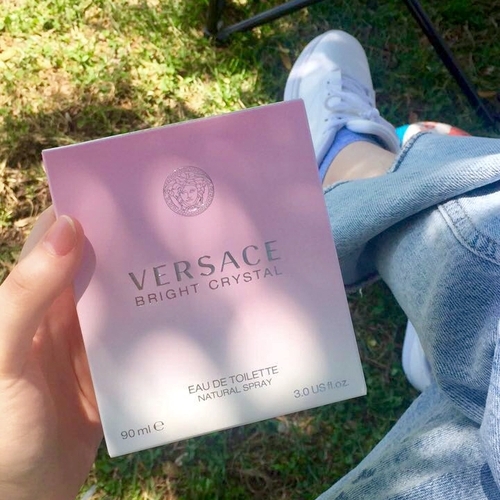 VERSACE
BRIGHT CRYSTAL
EAU DE TOILETTE
NATURAL SPRAY
90 ml ℮
3.0 US fl.oz.